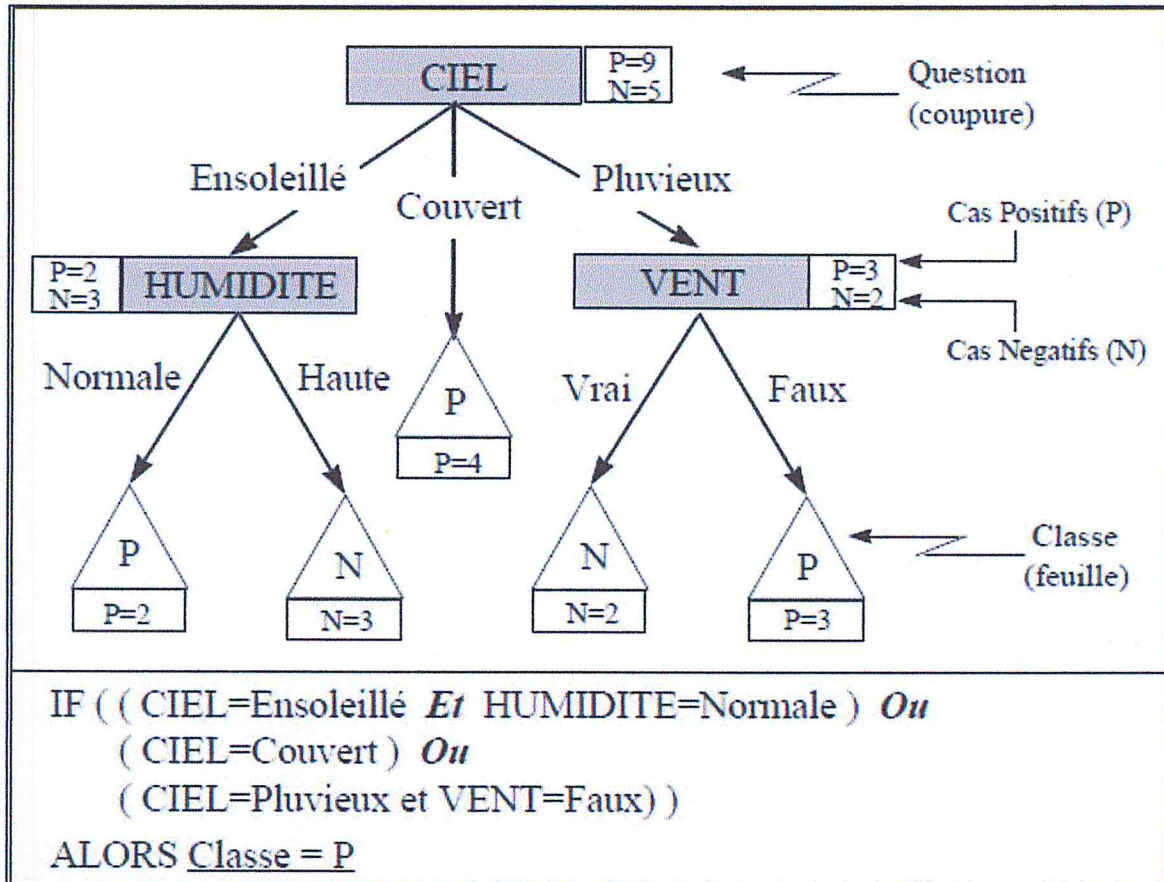 CIEL
P=9
N=5
Question
(coupure)
Ensoleillé
Couvert
Pluvieux
Cas Positifs (P)
P=2
N=3
HUMIDITE
VENT
P=3
N=2
Cas Negatifs (N)
Normale
Haute
Vrai
Faux
P
P=4
P
P=2
N
N=3
N
N=2
P
P=3
Classe
(feuille)
IF ( ( CIEL=Ensoleillé Et HUMIDITE=Normale ) Ou
( CIEL=Couvert ) Ou
( CIEL=Pluvieux et VENT=Faux) )
ALORS Classe = P